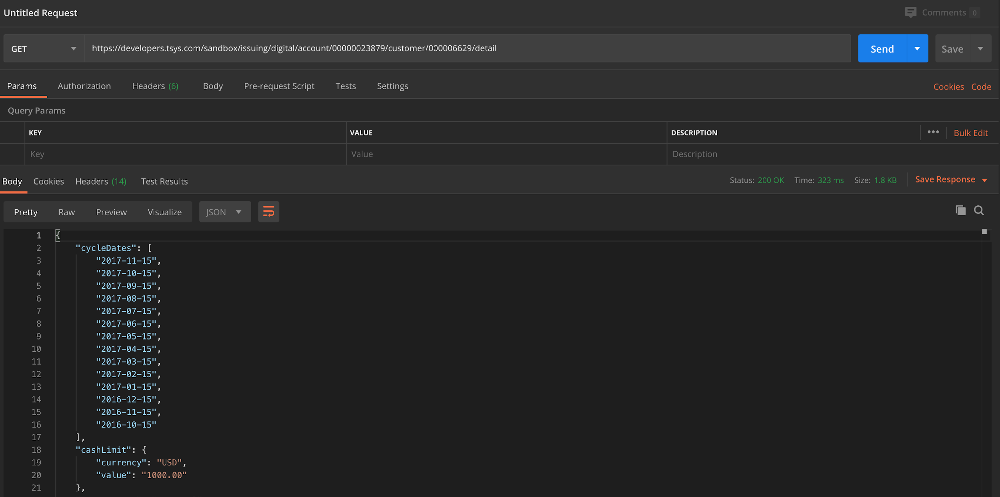 Untitled Request
Comments 0
GET https://developers.tsys.com/sandbox/issuing/digital/account/00000023879/customer/000006629/detail Send Save
Params Authorization Headers (6) Body Pre-request Script Tests Settings Cookies Code
Query Params
KEY VALUE DESCRIPTION ••• Bulk Edit
Key Value Description
Body Cookies Headers (14) Test Results Status: 200 OK Time: 323 ms Size: 1.8 KB Save Response
Pretty Raw Preview Visualize JSON
1 {
2 "cycleDates": [
3 "2017-11-15",
4 "2017-10-15",
5 "2017-09-15",
6 "2017-08-15",
7 "2017-07-15",
8 "2017-06-15",
9 "2017-05-15",
10 "2017-04-15",
11 "2017-03-15",
12 "2017-02-15",
13 "2017-01-15",
14 "2016-12-15",
15 "2016-11-15",
16 "2016-10-15"
17 ],
18 "cashLimit": {
19 "currency": "USD",
20 "value": "1000.00"
21 },